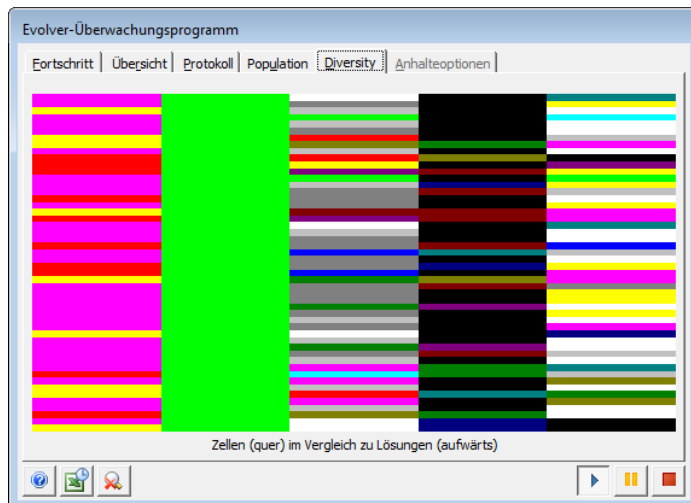 Evolver-Überwachungsprogramm
Fortschritt Übersicht Protokoll Population Diversity Anhalteoptionen
Zellen (quer) im Vergleich zu Lösungen (aufwärts)